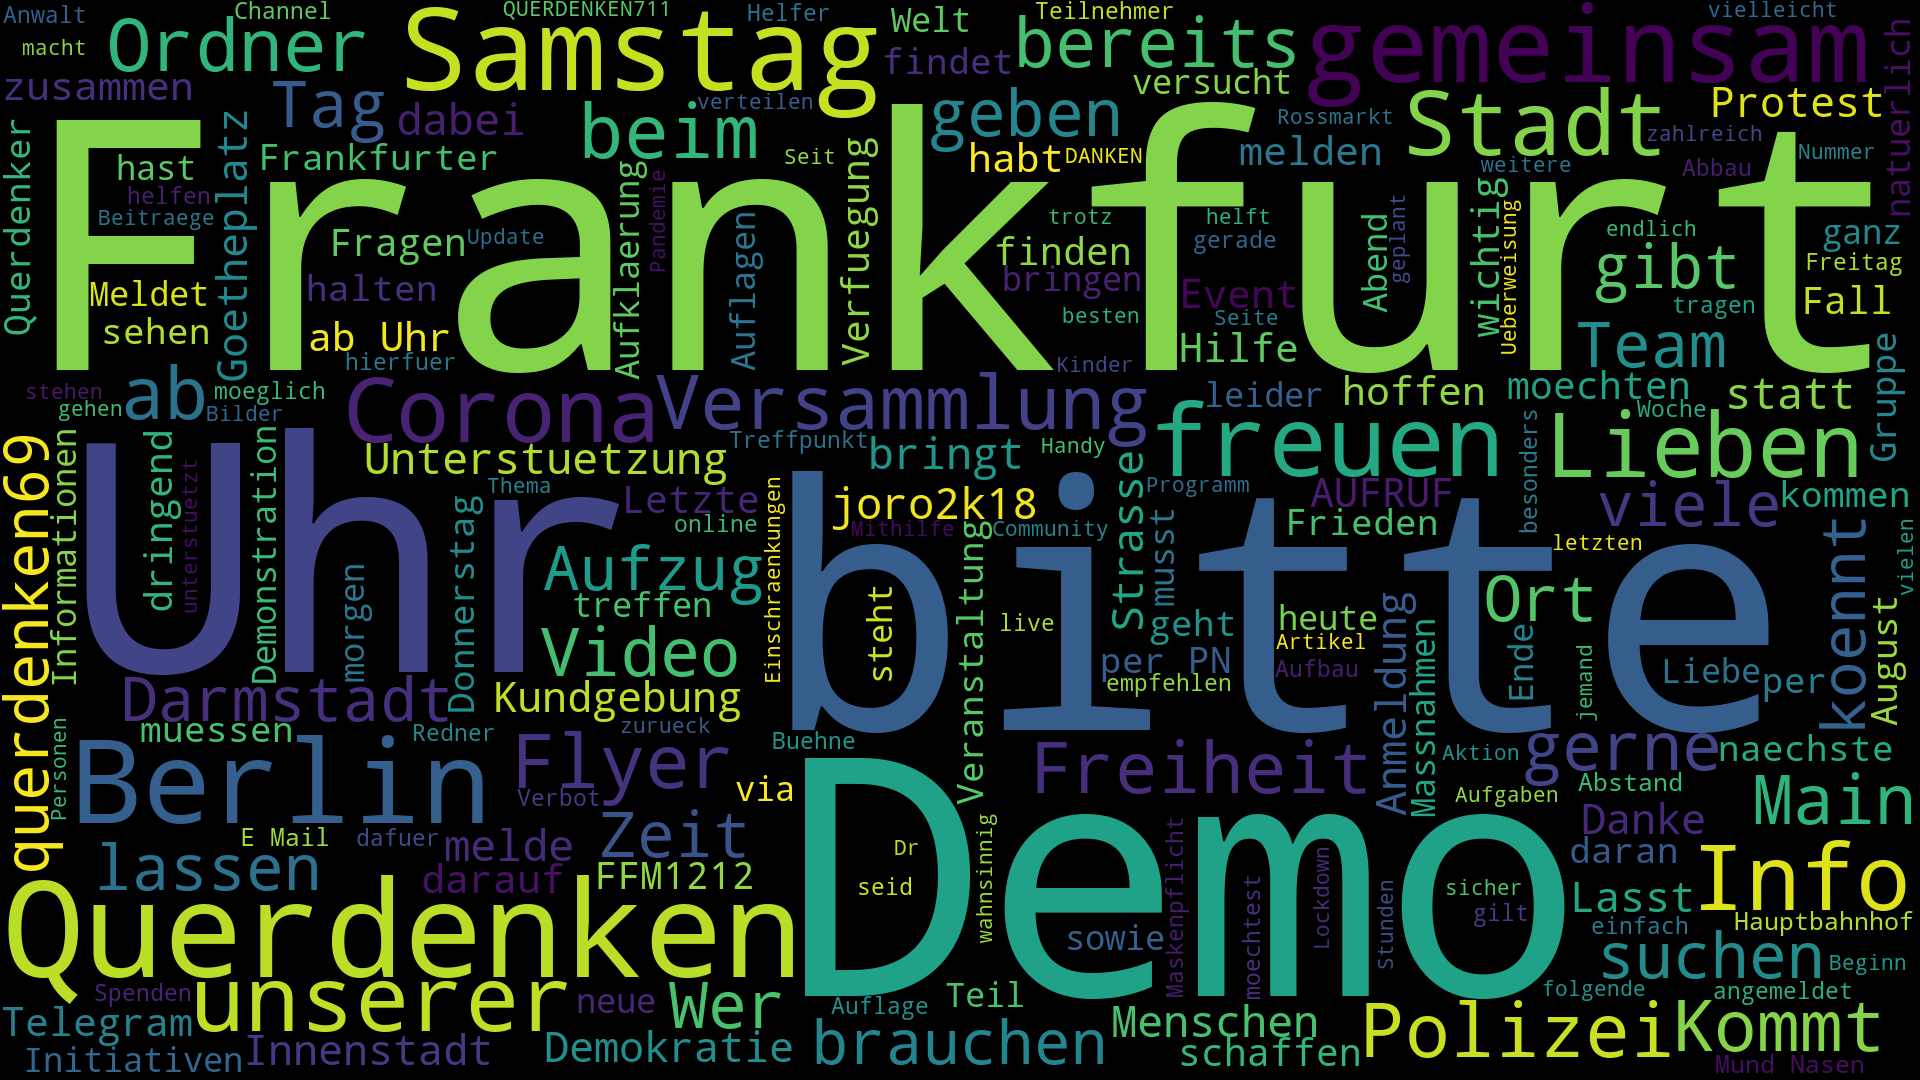 Anwalt
Channel
QUERDENKEN711
Helfer
Welt
Teilnehmer
vielleicht
macht
Ordner
Samstag
findet
bereits
gemeinsam
natuerlich
zusammen
Tag
dabei
verteilen
versucht
Protest
beim
geben
Rossmarkt
Stadt
zahlreich
Querdenker
Goetheplatz
hast
Frankfurter
Seit
habt
DANKEN
melden
weitere
Abbau
Nummer
helfen
Beitraege
Frankfurt
Fragen
Update
Aufklaerung
Pandemie
Auflagen
Verfuegung
trotz
finden
bringen
helft
gerade
Abend
geplant
Wichtig
Ueberweisung
endlich
gibt
ganz
Freitag
tragen
Fall
Meldet
halten
sehen
ab Uhr
hierfuer
besten
Event
Seite
Kinder
Hilfe
Team
Gruppe
stehen
gehen
ab
moeglich
Bilder
Corona
Versammlung
leider
hoffen
moechten
Woche
statt
freuen
Lieben
querdenken69
Informationen
dringend
unterstuetzt
Demonstration
Uhr
morgen
Unterstuetzung
Treffpunkt
bringt
Handy
Thema
Letzte
online
Donnerstag
Einschraenkungen
joro2k18
Mithilfe
Community
Veranstaltung
Strasse
Programm
musst
AUFRUF
Frieden
besonders
viele
kommen
letzten
koennt
vielen
Aufzug
treffen
Video
bitte
steht
live
geht
heute
Artikel
Ort
per PN
Aufbau
empfehlen
Anmeldung
Massnahmen
Ende
jemand
Liebe
per
August
Darmstadt
Kundgebung
muessen
Redner
zurueck
Buehne
Personen
Berlin
Flyer
Verbot
via
Freiheit
Aktion
gerne
naechste
Aufgaben
Abstand
Main
E Mail
dafuer
melde
Zeit
wahnsinnig
Danke
daran
lassen
darauf
FFM1212
Dr
seid
Demo
Maskenpflicht
moechtest
Lockdown
Stunden
sicher
gilt
Lasst
Info
Hauptbahnhof
einfach
Querdenken
sowie
suchen
Beginn
Spenden
unserer
neue
Wer
Auflage
Teil
folgende
angemeldet
Telegram
Initiativen
Innenstadt
Demokratie
brauchen
Menschen
schaffen
Polizei
Kommt
Mund Nasen